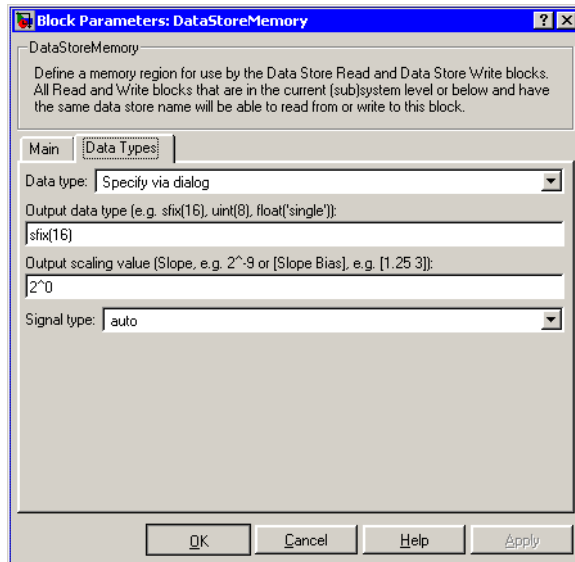 Block Parameters: DataStoreMemory
DataStoreMemory
Define a memory region for use by the Data Store Read and Data Store Write blocks.
All Read and Write blocks that are in the current (sub)system level or below and have
the same data store name will be able to read from or write to this block.
Main
Data Types
Data type: Specify via dialog
Output data type (e.g. sfix(16), uint(8), float('single')):
sfix(16)
Output scaling value (Slope, e.g. 2^-9 or [Slope Bias], e.g. [1.25 3]):
2^0
Signal type: auto
OK Cancel Help Apply